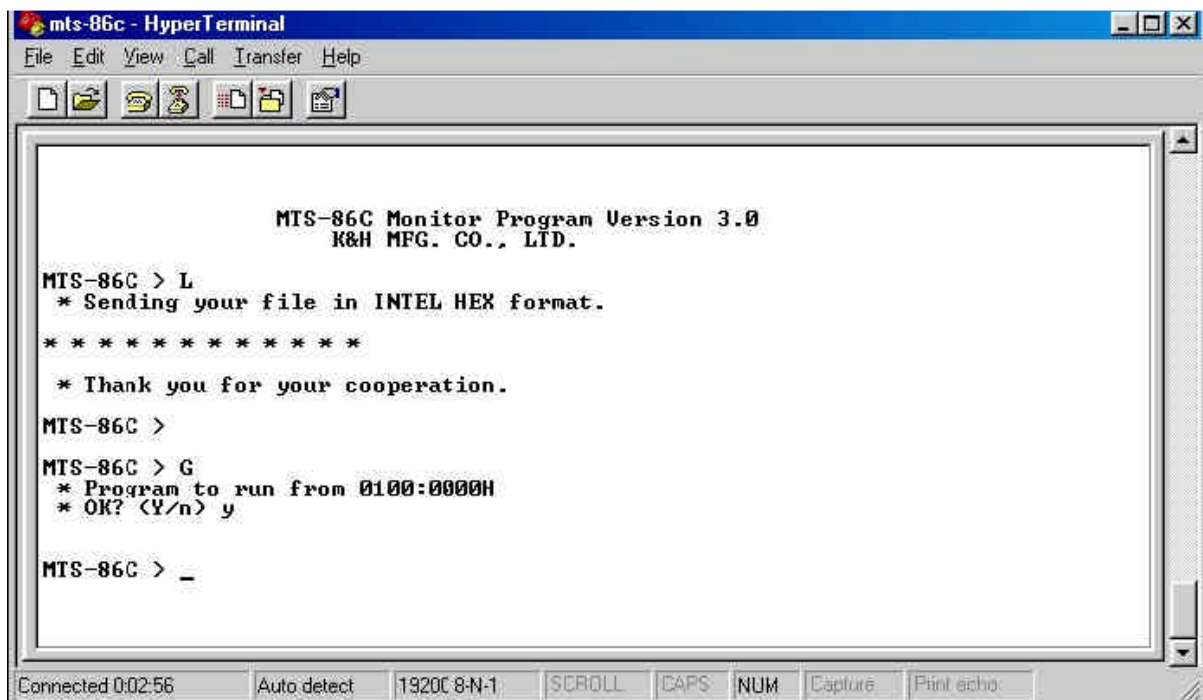 mts-86c - HyperTerminal
File Edit View Call Transfer Help
MTS-86C Monitor Program Version 3.0
K&H MFG. CO., LTD.
MTS-86C > L
* Sending your file in INTEL HEX format.
* * * * * * * * * * * *
* Thank you for your cooperation.
MTS-86C >
MTS-86C > G
* Program to run from 0100:0000H
* OK? (Y/n) y
MTS-86C > _
Connected 0:02:56 Auto detect 19200 8-N-1 SCROLL CAPS NUM Capture Print echo